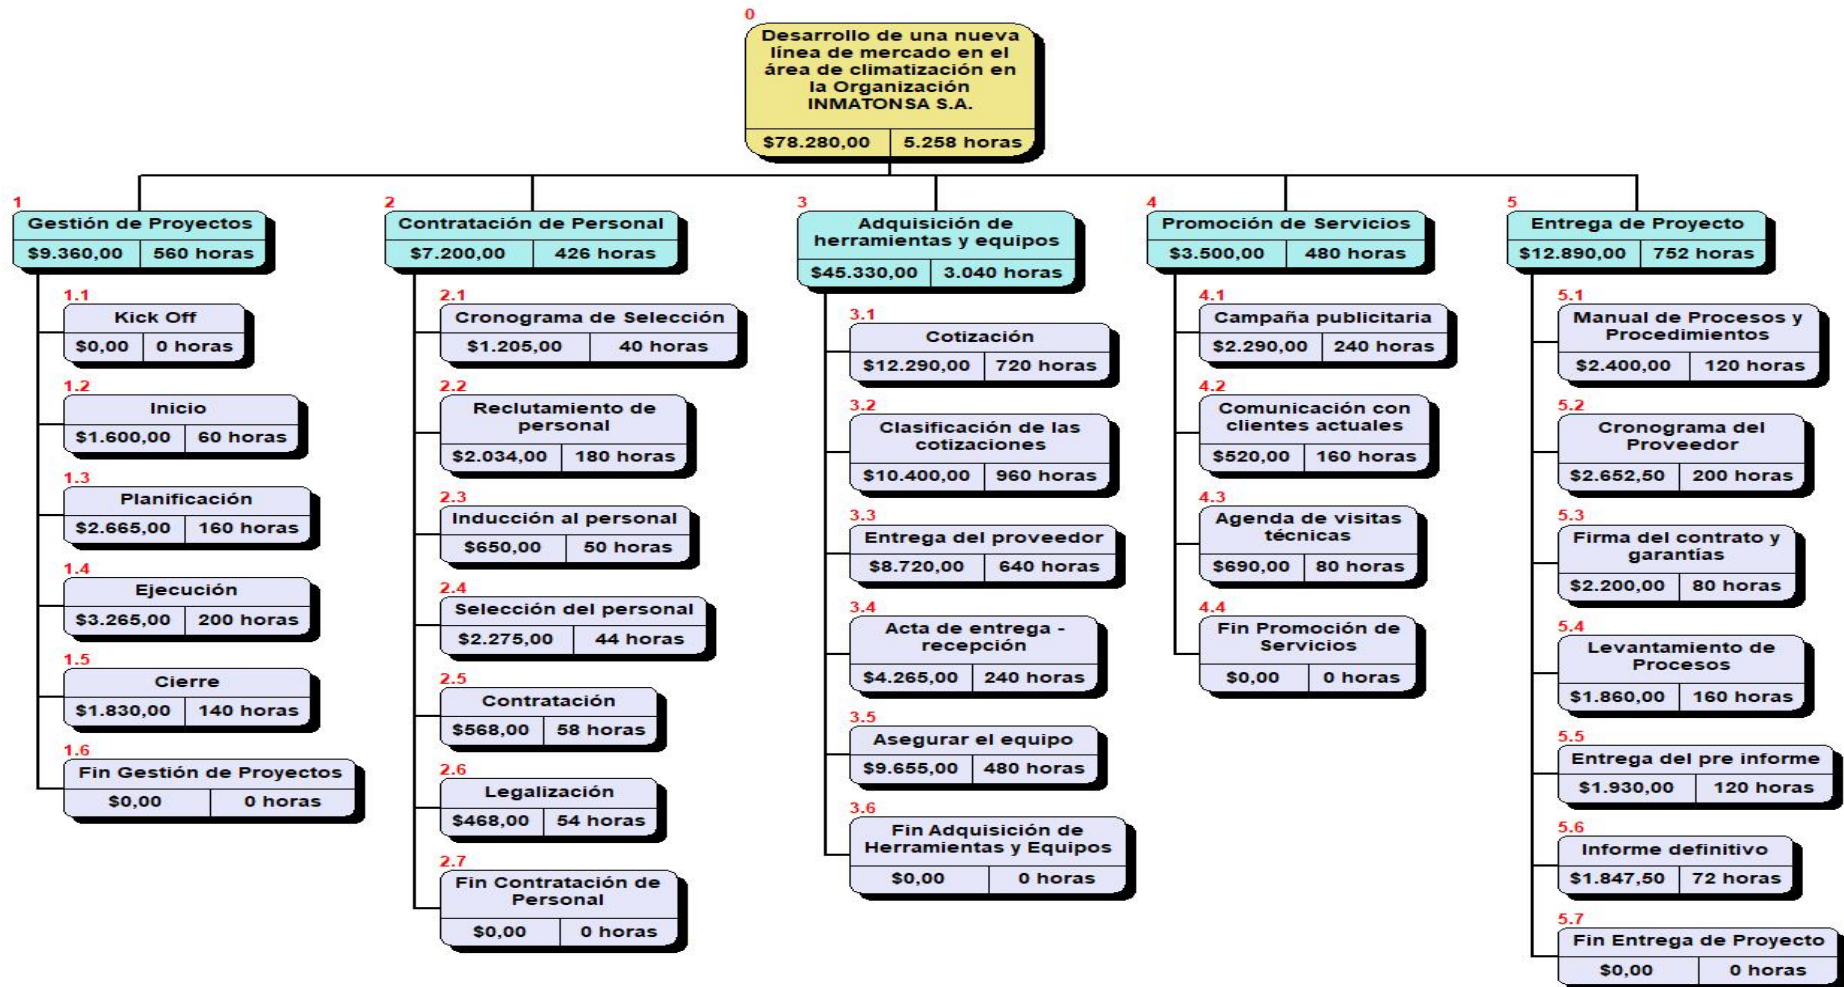 0
Desarrollo de una nueva
línea de mercado en el
área de climatización en
la Organización
INMATONSA S.A.
$78.280,00 5.258 horas
1
Gestión de Proyectos
$9.360,00 560 horas
1.1
Kick Off
$0,00 0 horas
1.2
Inicio
$1.600,00 60 horas
1.3
Planificación
$2.665,00 160 horas
1.4
Ejecución
$3.265,00 200 horas
1.5
Cierre
$1.830,00 140 horas
1.6
Fin Gestión de Proyectos
$0,00 0 horas
2
Contratación de Personal
$7.200,00 426 horas
2.1
Cronograma de Selección
$1.205,00 40 horas
2.2
Reclutamiento de
personal
$2.034,00 180 horas
2.3
Inducción al personal
$650,00 50 horas
2.4
Selección del personal
$2.275,00 44 horas
2.5
Contratación
$568,00 58 horas
2.6
Legalización
$468,00 54 horas
2.7
Fin Contratación de
Personal
$0,00 0 horas
3
Adquisición de
herramientas y equipos
$45.330,00 3.040 horas
3.1
Cotización
$12.290,00 720 horas
3.2
Clasificación de las
cotizaciones
$10.400,00 960 horas
3.3
Entrega del proveedor
$8.720,00 640 horas
3.4
Acta de entrega -
recepción
$4.265,00 240 horas
3.5
Asegurar el equipo
$9.655,00 480 horas
3.6
Fin Adquisición de
Herramientas y Equipos
$0,00 0 horas
4
Promoción de Servicios
$3.500,00 480 horas
4.1
Campaña publicitaria
$2.290,00 240 horas
4.2
Comunicación con
clientes actuales
$520,00 160 horas
4.3
Agenda de visitas
técnicas
$690,00 80 horas
4.4
Fin Promoción de
Servicios
$0,00 0 horas
5
Entrega de Proyecto
$12.890,00 752 horas
5.1
Manual de Procesos y
Procedimientos
$2.400,00 120 horas
5.2
Cronograma del
Proveedor
$2.652,50 200 horas
5.3
Firma del contrato y
garantías
$2.200,00 80 horas
5.4
Levantamiento de
Procesos
$1.860,00 160 horas
5.5
Entrega del pre informe
$1.930,00 120 horas
5.6
Informe definitivo
$1.847,50 72 horas
5.7
Fin Entrega de Proyecto
$0,00 0 horas